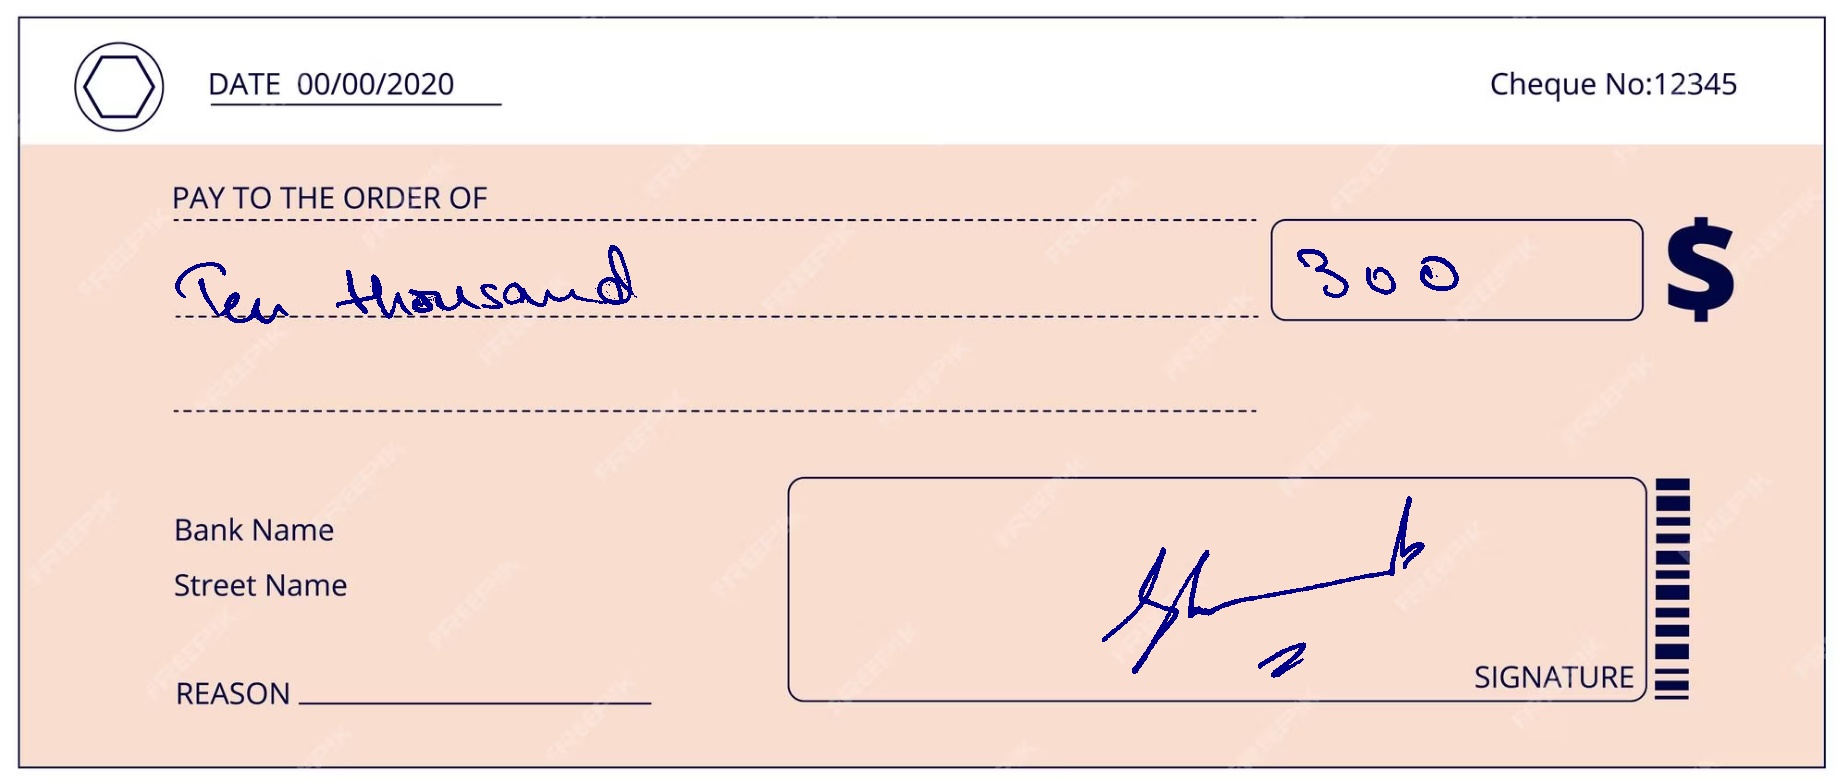 DATE 00/00/2020
Cheque No:12345
PAY TO THE ORDER OF
Ten thousand
300
$
Bank Name
Street Name
REASON
SIGNATURE